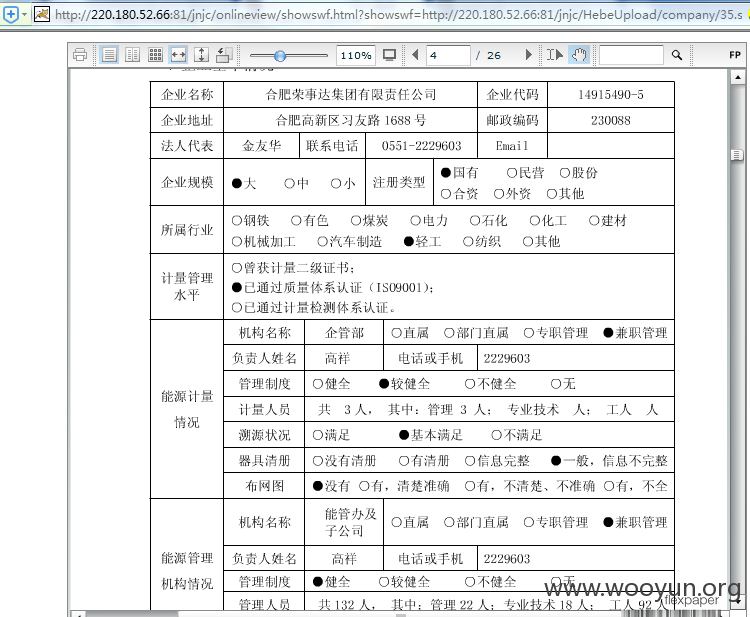 http://220.180.52.66:81/jnjc/onlineview/showswf.html?showswf=http://220.180.52.66:81/jnjc/HebeUpload/company/35.s
110% 4 / 26 FP
企业名称 合肥荣事达集团有限责任公司 企业代码 14915490-5
企业地址 合肥高新区习友路 1688 号 邮政编码 230088
法人代表 金友华 联系电话 0551-2229603 Email
企业规模 ●大 ○中 ○小 注册类型 ●国有 ○民营 ○股份
○合资 ○外资 ○其他
所属行业 ○钢铁 ○有色 ○煤炭 ○电力 ○石化 ○化工 ○建材
○机械加工 ○汽车制造 ●轻工 ○纺织 ○其他
计量管理水平 ○曾获计量二级证书；
●已通过质量体系认证（ISO9001）；
○已通过计量检测体系认证。
能源计量情况 机构名称 企管部 ○直属 ○部门直属 ○专职管理 ●兼职管理
负责人姓名 高祥 电话或手机 2229603
管理制度 ○健全 ●较健全 ○不健全 ○无
计量人员 共 3 人， 其中：管理 3 人； 专业技术 人； 工人 人
溯源状况 ○满足 ●基本满足 ○不满足
器具清册 ○没有清册 ○有清册 ○信息完整 ●一般，信息不完整
布网图 ●没有 ○有，清楚准确 ○有，不清楚、不准确 ○有，不全
能源管理机构情况 机构名称 能管办及子公司 ○直属 ○部门直属 ○专职管理 ●兼职管理
负责人姓名 高祥 电话或手机 2229603
管理制度 ●健全 ○较健全 ○不健全 ○无
管理人员 共 132 人， 其中：管理 22 人；专业技术 18 人； 工人 92 人
www.wooyun.org
flexpaper